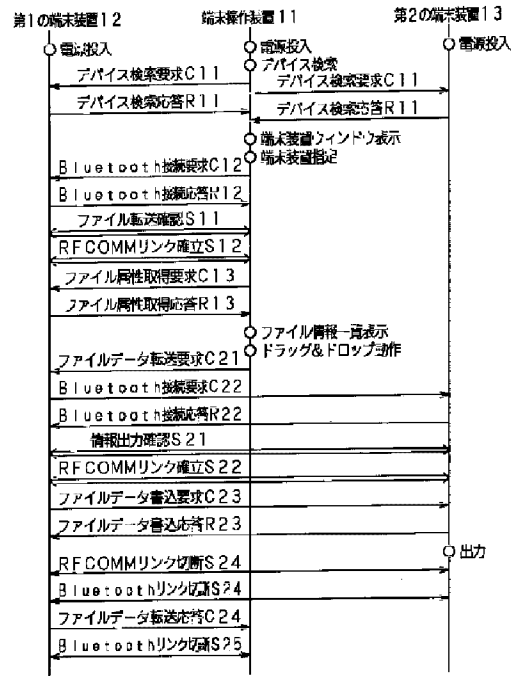 第1の端末装置12
端末操作装置11
第2の端末装置13
電源投入
電源投入
電源投入
デバイス検索
デバイス検索要求C11
デバイス検索要求C11
デバイス検索応答R11
デバイス検索応答R11
端末装置ウィンドウ表示
端末装置指定
Bluetooth接続要求C12
Bluetooth接続応答R12
ファイル転送確認S11
RFCOMMリンク確立S12
ファイル属性取得要求C13
ファイル属性取得応答R13
ファイル情報一覧表示
ドラッグ&ドロップ動作
ファイルデータ転送要求C21
Bluetooth接続要求C22
Bluetooth接続応答R22
情報出力確認S21
RFCOMMリンク確立S22
ファイルデータ書込要求C23
ファイルデータ書込応答R23
出力
RFCOMMリンク切断S24
Bluetoothリンク切断S24
ファイルデータ転送応答C24
Bluetoothリンク切断S25